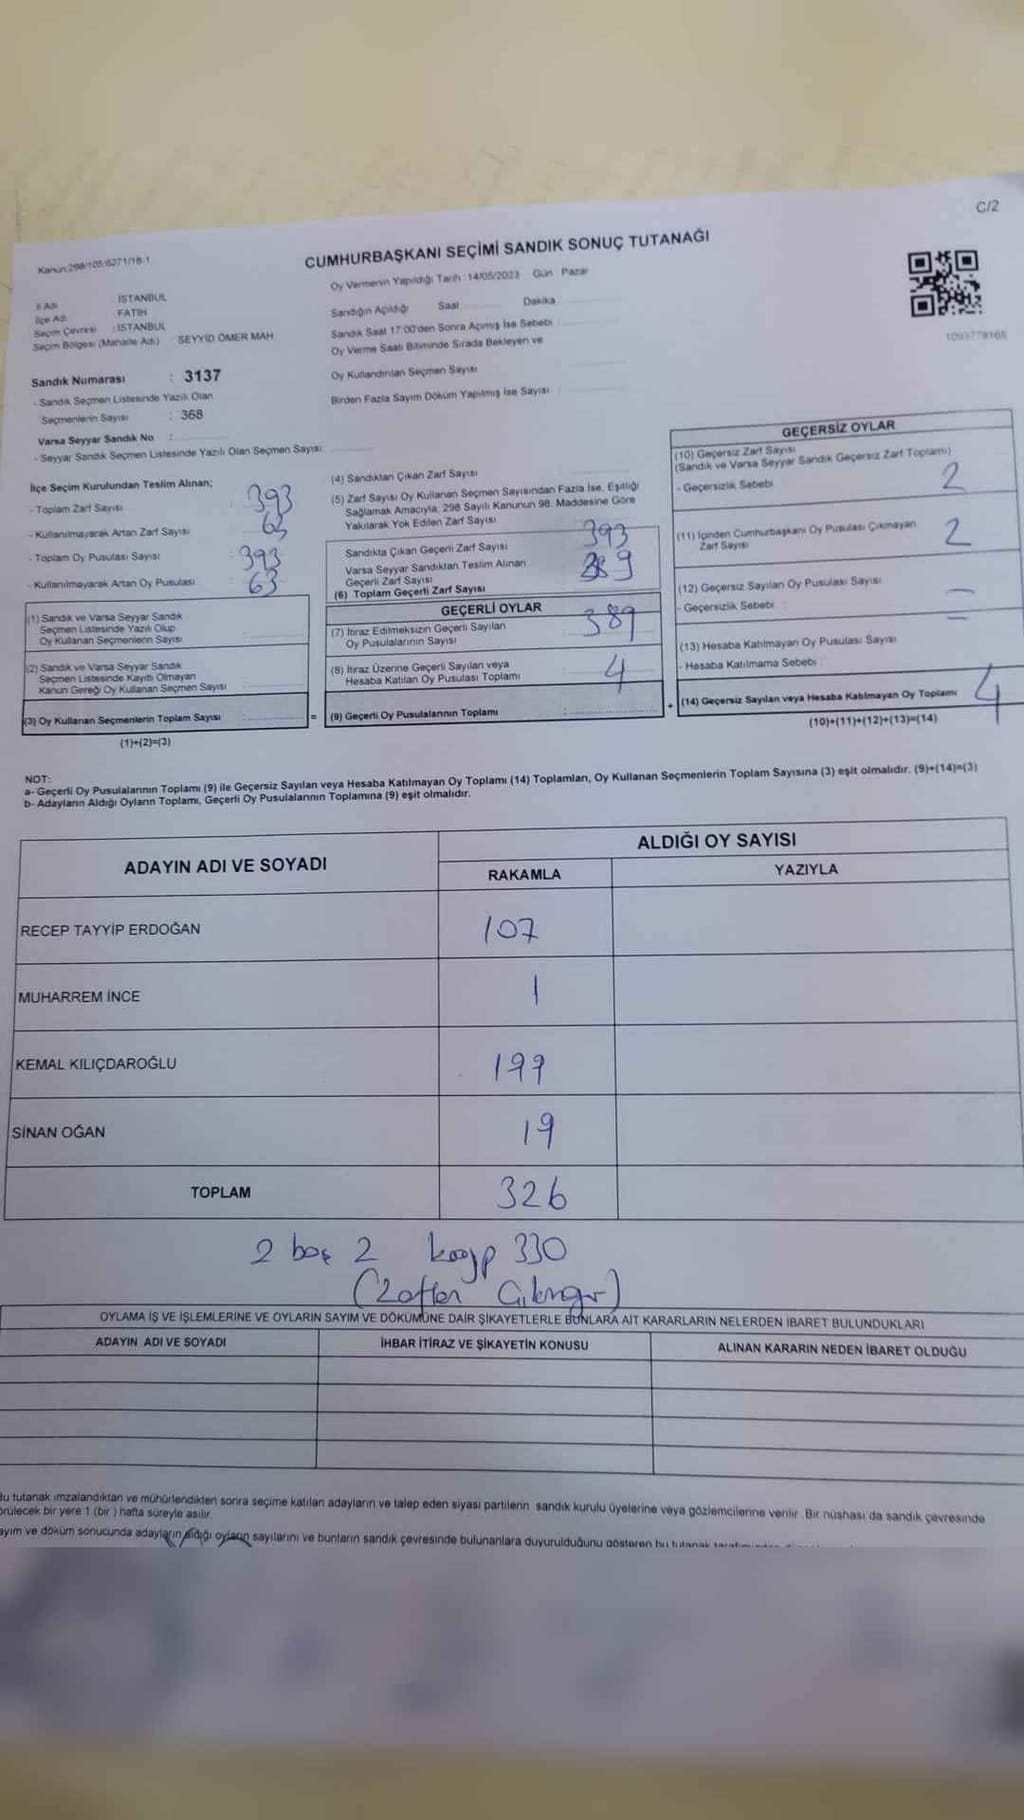 C/2
Kanun:298/105/6271/18-1
CUMHURBAŞKANI SEÇİMİ SANDIK SONUÇ TUTANAĞI
İl Adı : İSTANBUL
İlçe Adı : FATİH
Seçim Çevresi : İSTANBUL
Seçim Bölgesi (Mahalle Adı) SEYYİD ÖMER MAH
Sandık Numarası : 3137
- Sandık Seçmen Listesinde Yazılı Olan
Seçmenlerin Sayısı : 368
Varsa Seyyar Sandık No :
- Seyyar Sandık Seçmen Listesinde Yazılı Olan Seçmen Sayısı:
Oy Vermenin Yapıldığı Tarih : 14/05/2023 Gün Pazar
Sandığın Açıldığı Saat Dakika
Sandık Saat 17:00'den Sonra Açımış İse Sebebi
Oy Verme Saati Bitiminde Sırada Bekleyen ve
Oy Kullandırılan Seçmen Sayısı
Birden Fazla Sayım Döküm Yapılmış İse Sayısı
İlçe Seçim Kurulundan Teslim Alınan;
- Toplam Zarf Sayısı 393
- Kullanılmayarak Artan Zarf Sayısı 63
- Toplam Oy Pusulası Sayısı 393
- Kullanılmayarak Artan Oy Pusulası 63
(1) Sandık ve Varsa Seyyar Sandık
Seçmen Listesinde Yazılı Olup
Oy Kullanan Seçmenlerin Sayısı :
(2) Sandık ve Varsa Seyyar Sandık
Seçmen Listesinde Kayıtlı Olmayan
Kanun Gereği Oy Kullanan Seçmen Sayısı :
(3) Oy Kullanan Seçmenlerin Toplam Sayısı :
(1)+(2)=(3)
=
(4) Sandıktan Çıkan Zarf Sayısı
(5) Zarf Sayısı Oy Kullanan Seçmen Sayısından Fazla İse, Eşitliği
Sağlamak Amacıyla, 298 Sayılı Kanunun 98. Maddesine Göre
Yakılarak Yok Edilen Zarf Sayısı
Sandıkta Çıkan Geçerli Zarf Sayısı 393
Varsa Seyyar Sandıktan Teslim Alınan
Geçerli Zarf Sayısı 389
(6) Toplam Geçerli Zarf Sayısı
GEÇERLİ OYLAR
(7) İtiraz Edilmeksizin Geçerli Sayılan
Oy Pusulalarının Sayısı 389
(8) İtiraz Üzerine Geçerli Sayılan veya
Hesaba Katılan Oy Pusulası Toplamı 4
(9) Geçerli Oy Pusulalarının Toplamı :
+
GEÇERSİZ OYLAR
(10) Geçersiz Zarf Sayısı
(Sandık ve Varsa Seyyar Sandık Geçersiz Zarf Toplamı)
- Geçersizlik Sebebi 2
(11) İçinden Cumhurbaşkanı Oy Pusulası Çıkmayan
Zarf Sayısı 2
(12) Geçersiz Sayılan Oy Pusulası Sayısı
- Geçersizlik Sebebi : -
(13) Hesaba Katılmayan Oy Pusulası Sayısı -
- Hesaba Katılmama Sebebi :
(14) Geçersiz Sayılan veya Hesaba Katılmayan Oy Toplamı 4
(10)+(11)+(12)+(13)=(14)
NOT:
a- Geçerli Oy Pusulalarının Toplamı (9) ile Geçersiz Sayılan veya Hesaba Katılmayan Oy Toplamı (14) Toplamları, Oy Kullanan Seçmenlerin Toplam Sayısına (3) eşit olmalıdır. (9)+(14)=(3)
b- Adayların Aldığı Oyların Toplamı, Geçerli Oy Pusulalarının Toplamına (9) eşit olmalıdır.
ADAYIN ADI VE SOYADI ALDIĞI OY SAYISI
RAKAMLA YAZIYLA
RECEP TAYYİP ERDOĞAN 107
MUHARREM İNCE 1
KEMAL KILIÇDAROĞLU 199
SİNAN OĞAN 19
TOPLAM 326
2 boş 2 kayıp 330
OYLAMA İŞ VE İŞLEMLERİNE VE OYLARIN SAYIM VE DÖKÜMÜNE DAİR ŞİKAYETLERLE BUNLARA AİT KARARLARIN NELERDEN İBARET BULUNDUKLARI
ADAYIN ADI VE SOYADI İHBAR İTİRAZ VE ŞİKAYETİN KONUSU ALINAN KARARIN NEDEN İBARET OLDUĞU
Bu tutanak imzalandıktan ve mühürlendikten sonra seçime katılan adayların ve talep eden siyasi partilerin sandık kurulu üyelerine veya gözlemcilerine verilir. Bir nüshası da sandık çevresinde
örülecek bir yere 1 (bir ) hafta süreyle asılır.
ayım ve döküm sonucunda adayların aldığı oyların sayılarını ve bunların sandık çevresinde bulunanlara duyurulduğunu gösteren bu tutanak